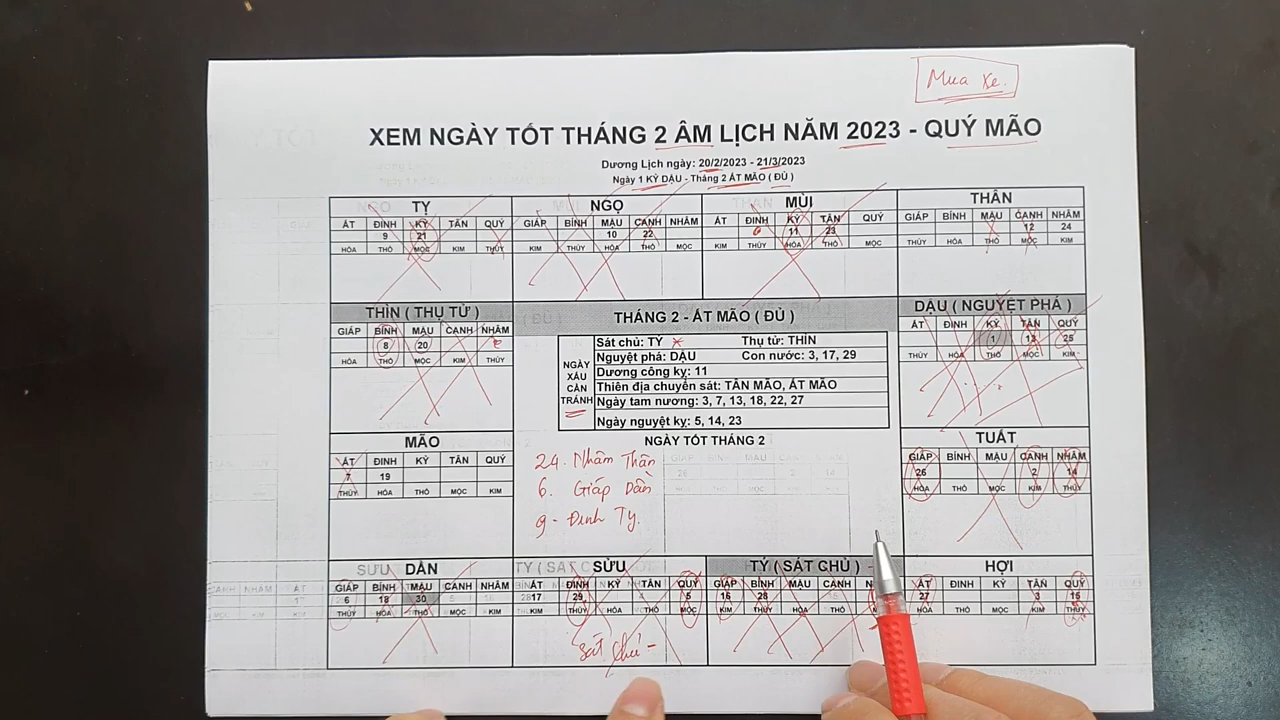 Mua Xe.
XEM NGÀY TỐT THÁNG 2 ÂM LỊCH NĂM 2023 - QUÝ MÃO
Dương Lịch ngày: 20/2/2023 - 21/3/2023
Ngày 1 KỶ DẬU - Tháng 2 ẤT MÃO ( ĐỦ )
TỴ
ẤT ĐINH KỶ TÂN QUÝ
9 21
HỎA THỔ MỘC KIM THỦY
NGỌ
GIÁP BÍNH MẬU CANH NHÂM
10 22
KIM THỦY HỎA THỔ MỘC
MÙI
ẤT ĐINH KỶ TÂN QUÝ
11 23
KIM THỦY HỎA THỔ MỘC
THÂN
GIÁP BÍNH MẬU CANH NHÂM
12 24
THỦY HỎA THỔ MỘC KIM
THÌN ( THỤ TỬ )
GIÁP BÍNH MẬU CANH NHÂM
8 20
HỎA THỔ MỘC KIM THỦY
THÁNG 2 - ẤT MÃO ( ĐỦ )
NGÀY XẤU CẦN TRÁNH
Sát chủ: TÝ Thụ tử: THÌN
Nguyệt phá: DẬU Con nước: 3, 17, 29
Dương công kỵ: 11
Thiên địa chuyển sát: TÂN MÃO, ẤT MÃO
Ngày tam nương: 3, 7, 13, 18, 22, 27
Ngày nguyệt kỵ: 5, 14, 23
DẬU ( NGUYỆT PHÁ )
ẤT ĐINH KỶ TÂN QUÝ
1 13 25
THỦY HỎA THỔ MỘC KIM
MÃO
ẤT ĐINH KỶ TÂN QUÝ
7 19
THỦY HỎA THỔ MỘC KIM
NGÀY TỐT THÁNG 2
24. Nhâm Thân
6. Giáp Dần
9 - Đinh Tỵ.
TUẤT
GIÁP BÍNH MẬU CANH NHÂM
26 2 14
HỎA THỔ MỘC KIM THỦY
DẦN
GIÁP BÍNH MẬU CANH NHÂM
6 18 30
THỦY HỎA THỔ MỘC KIM
SỬU
ẤT ĐINH KỶ TÂN QUÝ
17 29 5
KIM THỦY HỎA THỔ MỘC
Sát chủ -
TÝ ( SÁT CHỦ )
GIÁP BÍNH MẬU CANH
16 28
KIM THỦY HỎA THỔ
HỢI
ẤT ĐINH KỶ TÂN QUÝ
27 3 15
HỎA THỔ MỘC KIM THỦY